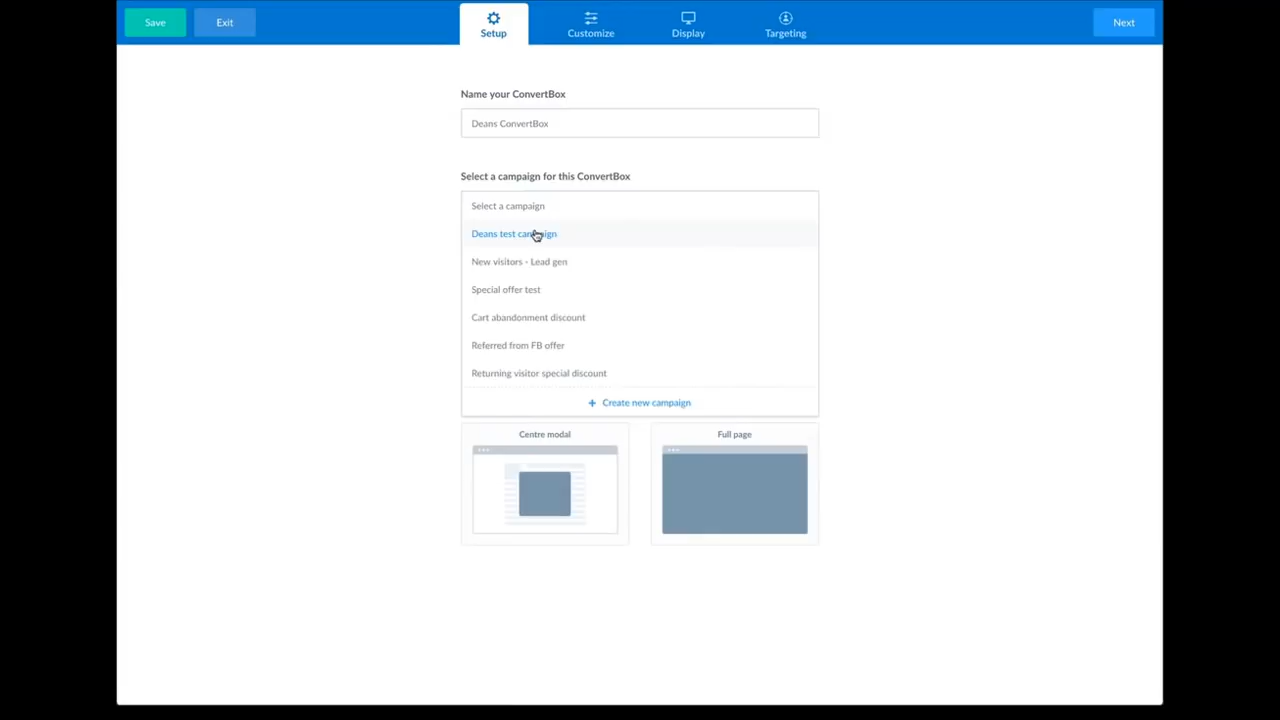 Save
Exit
Setup
Customize
Display
Targeting
Next
Name your ConvertBox
Deans ConvertBox
Select a campaign for this ConvertBox
Select a campaign
Deans test campaign
New visitors - Lead gen
Special offer test
Cart abandonment discount
Referred from FB offer
Returning visitor special discount
+ Create new campaign
Centre modal
Full page